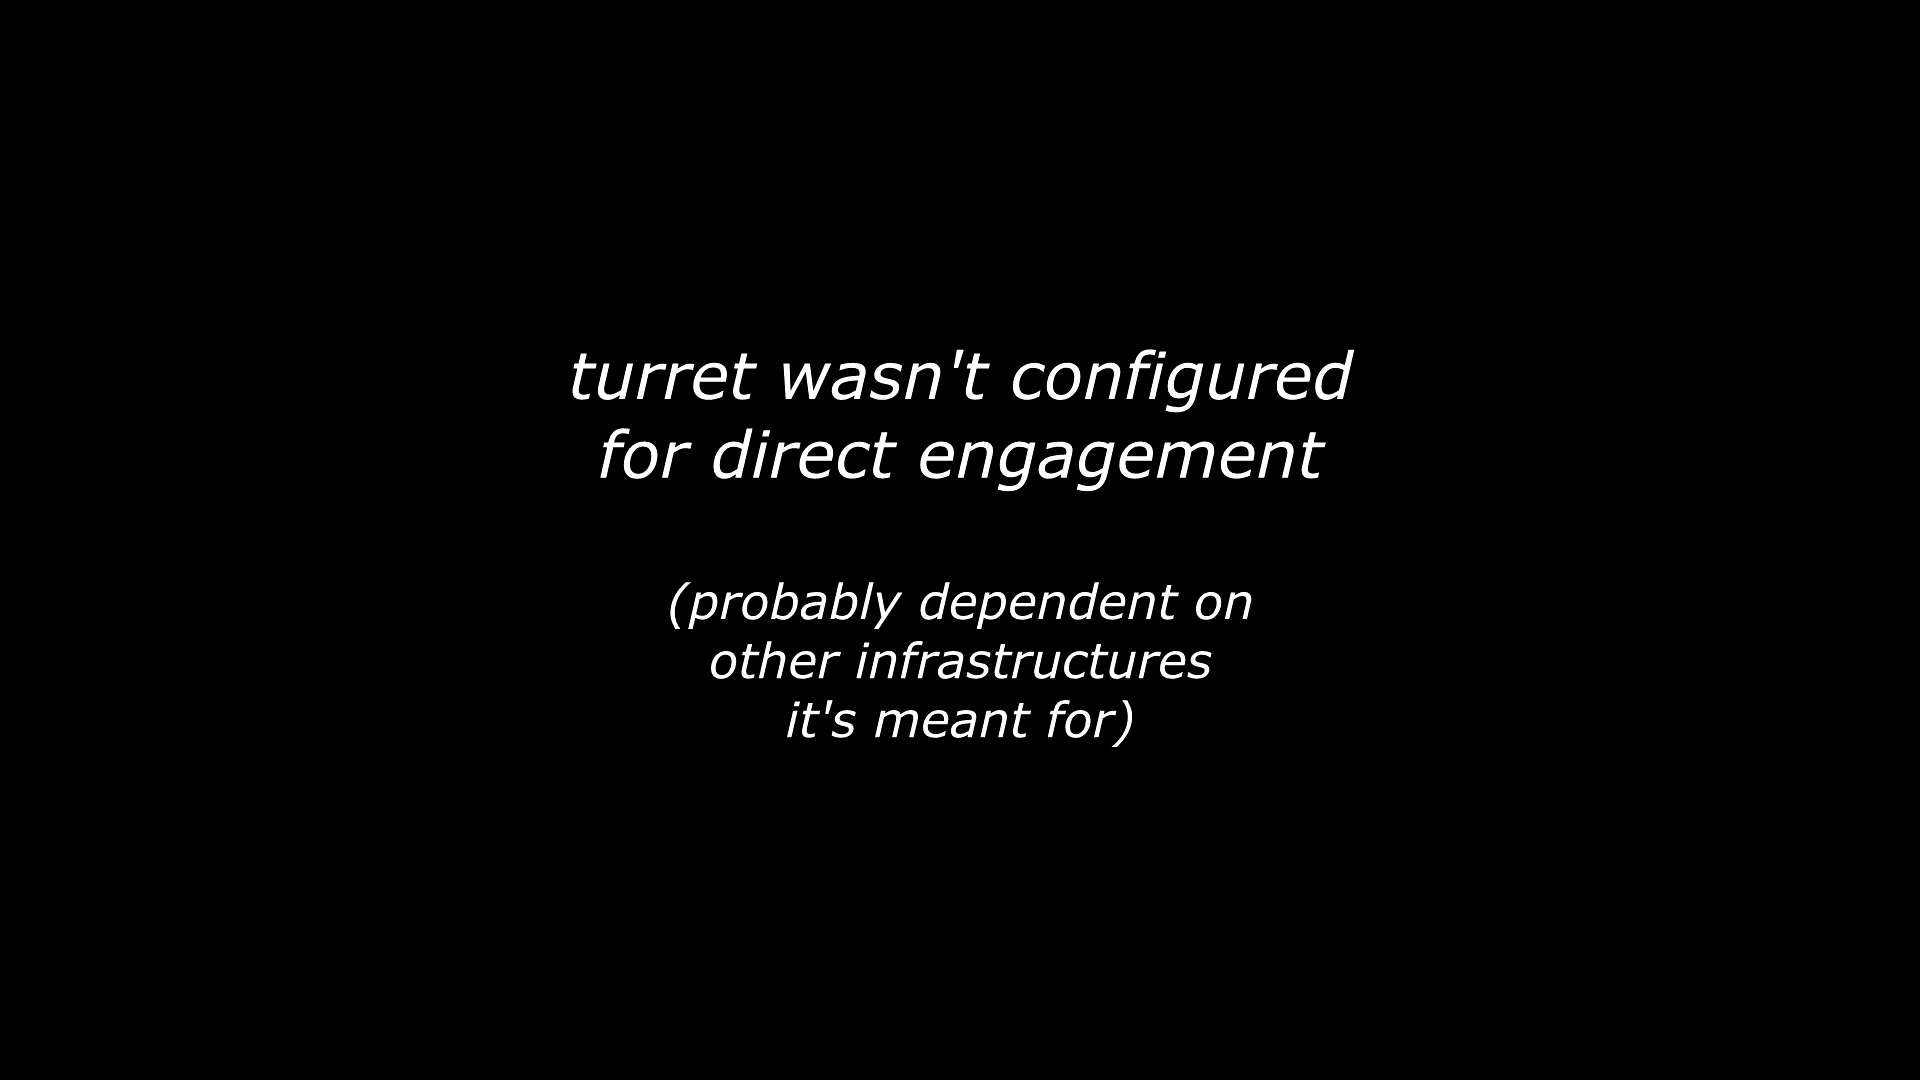 turret wasn't configured
for direct engagement
(probably dependent on
other infrastructures
it's meant for)